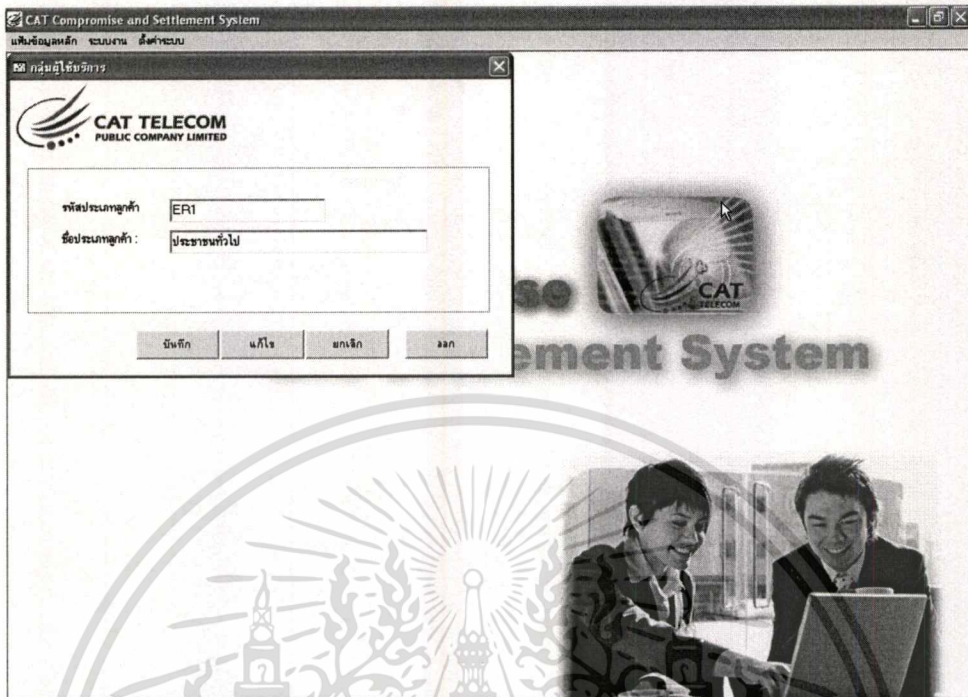 CAT Compromise and Settlement System
แฟ้มข้อมูลหลัก ระบบงาน ตั้งค่าระบบ
กลุ่มผู้ใช้บริการ
CAT TELECOM
PUBLIC COMPANY LIMITED
รหัสประเภทลูกค้า ER1
ชื่อประเภทลูกค้า : ประชาชนทั่วไป
บันทึก แก้ไข ยกเลิก ออก
se
CAT
TELECOM
ement System